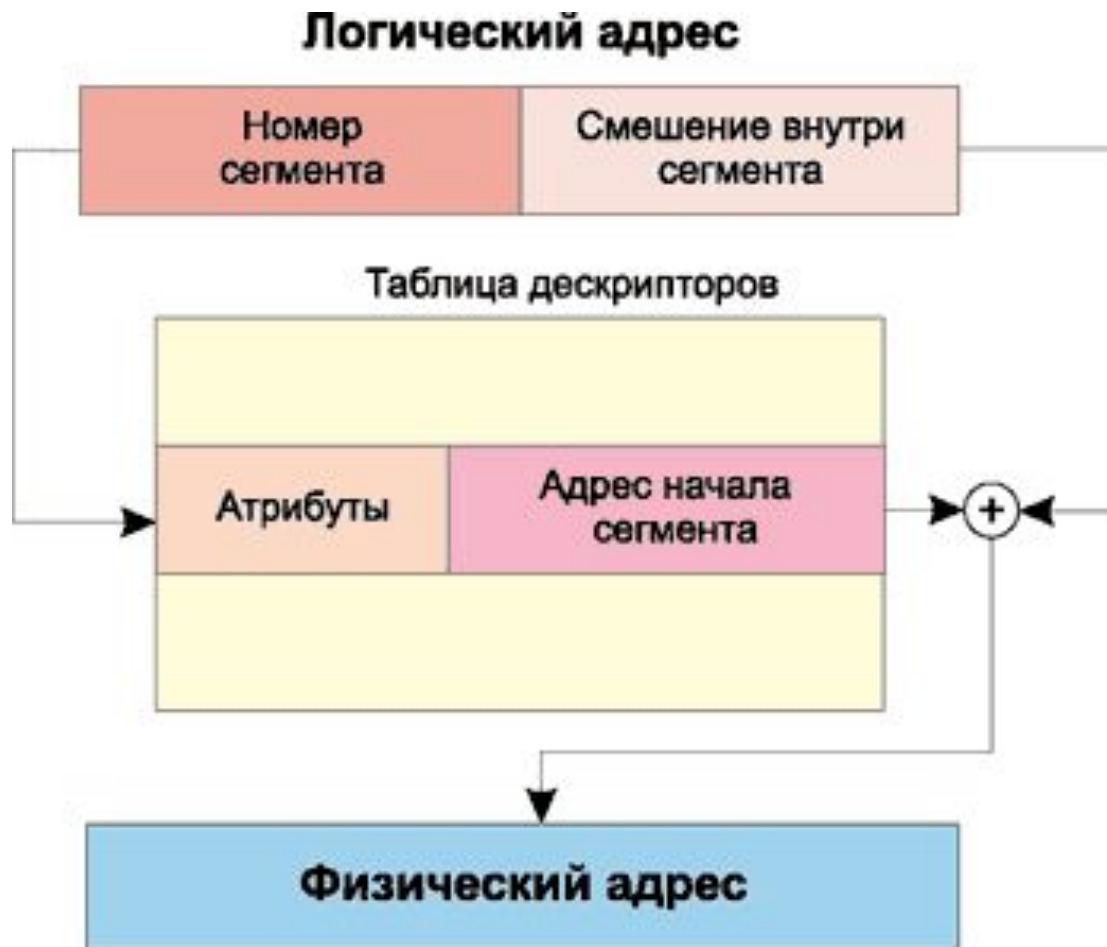 Логический адрес
Номер
сегмента
Смешение внутри
сегмента
Таблица дескрипторов
Атрибуты
Адрес начала
сегмента
+
Физический адрес